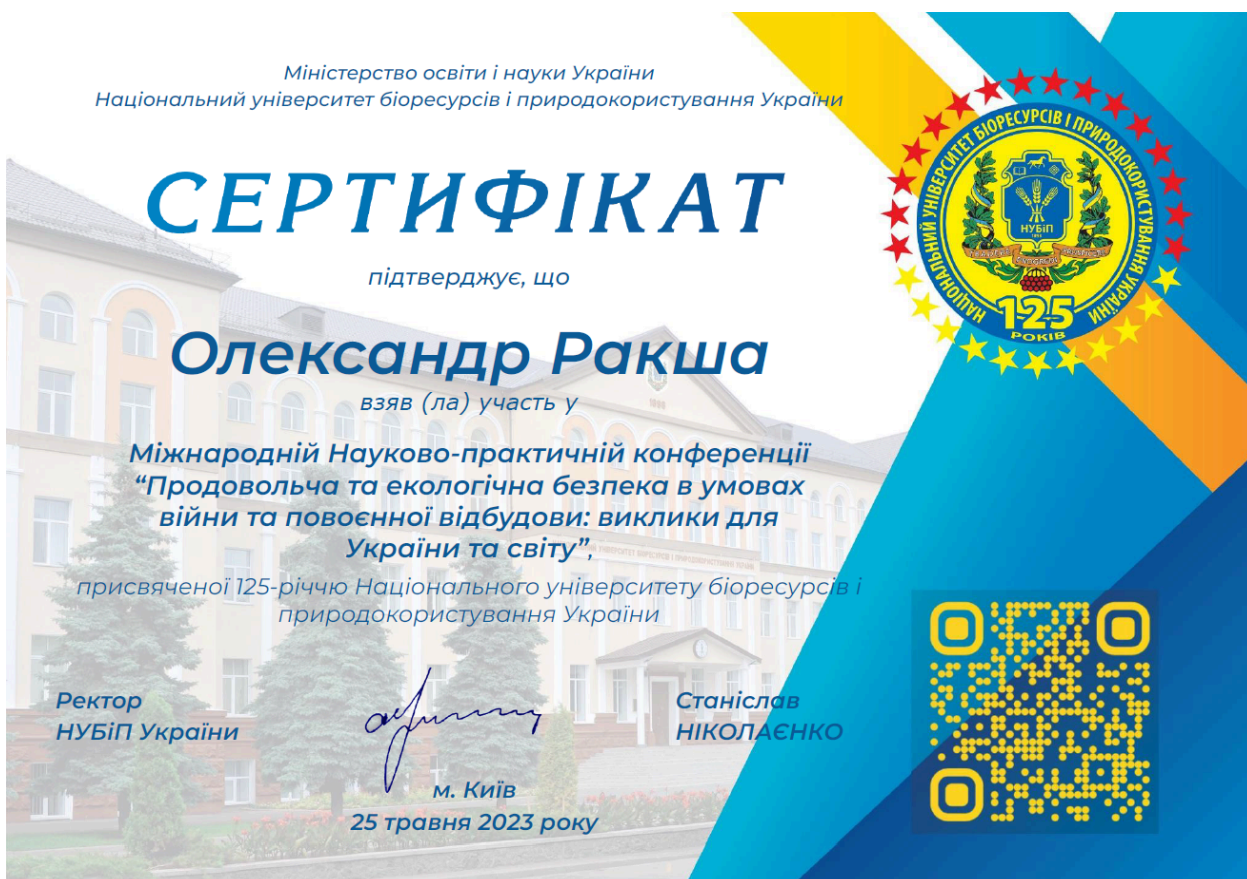 Міністерство освіти і науки України
Національний університет біоресурсів і природокористування України
СЕРТИФІКАТ
підтверджує, що
Олександр Ракша
взяв (ла) участь у
Міжнародній Науково-практичній конференції
“Продовольча та екологічна безпека в умовах
війни та повоєнної відбудови: виклики для
України та світу”,
присвяченої 125-річчю Національного університету біоресурсів і
природокористування України
Ректор
НУБіП України
Станіслав
НІКОЛАЄНКО
м. Київ
25 травня 2023 року
НАЦІОНАЛЬНИЙ УНІВЕРСИТЕТ БІОРЕСУРСІВ І ПРИРОДОКОРИСТУВАННЯ УКРАЇНИ
НУБіП
1898
125
РОКІВ